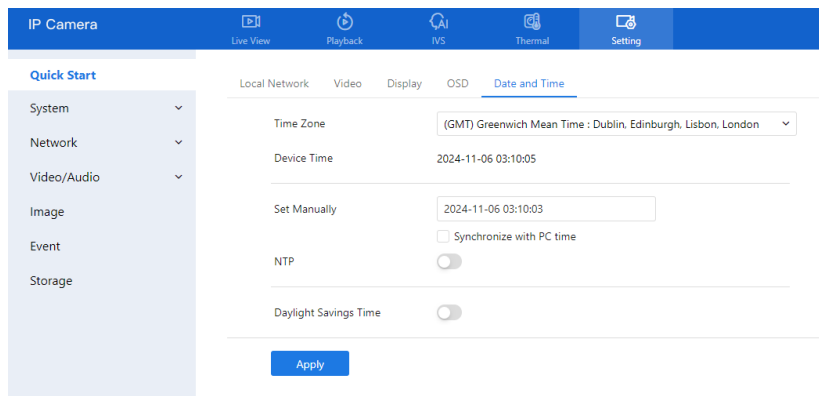 IP Camera
Live View
Playback
AI
IVS
Thermal
Setting
Quick Start
System
Network
Video/Audio
Image
Event
Storage
Local Network Video Display OSD Date and Time
Time Zone (GMT) Greenwich Mean Time : Dublin, Edinburgh, Lisbon, London
Device Time 2024-11-06 03:10:05
Set Manually 2024-11-06 03:10:03
Synchronize with PC time
NTP
Daylight Savings Time
Apply